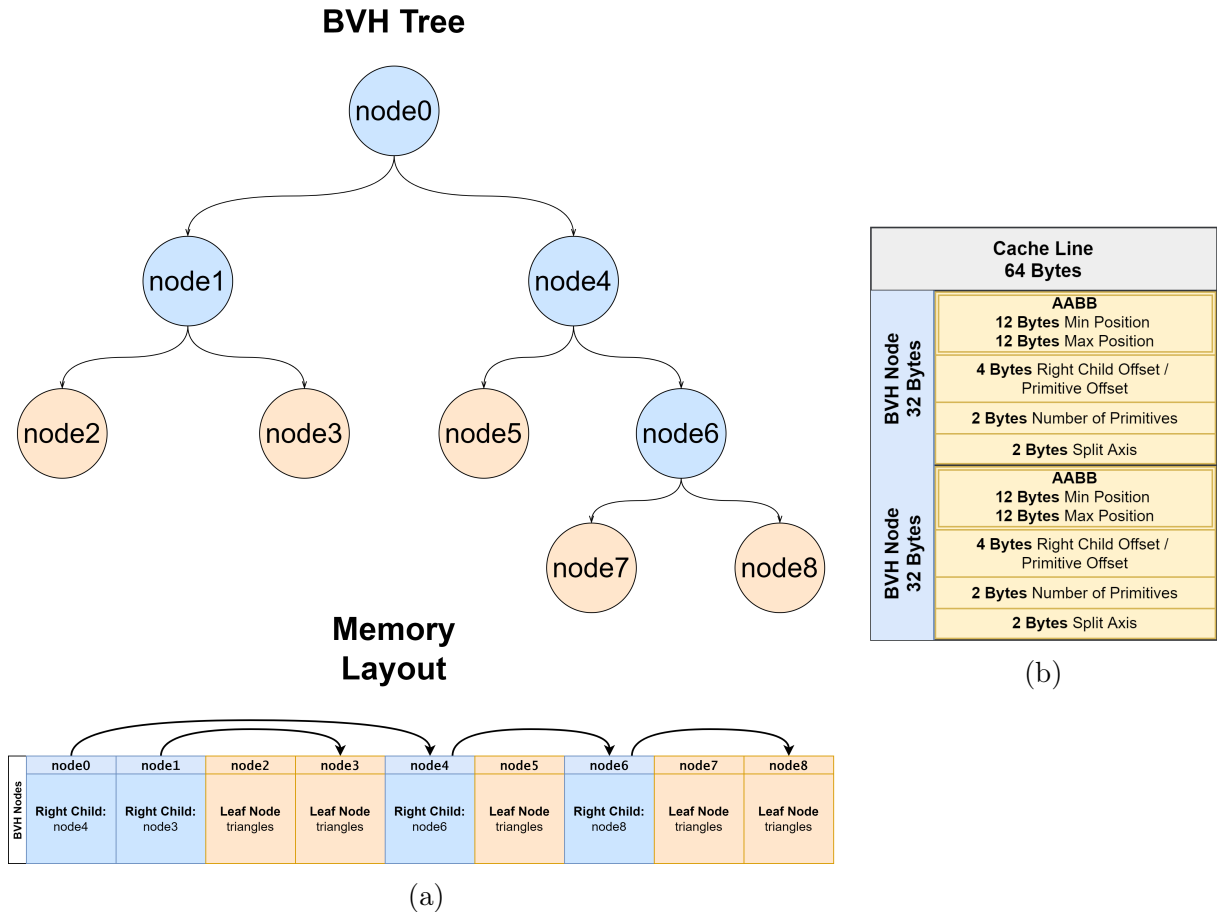 BVH Tree
node0
node1
node4
node2
node3
node5
node6
node7
node8
Memory
Layout
BVH Nodes
node0
node1
node2
node3
node4
node5
node6
node7
node8
Right Child:
node4
Right Child:
node3
Leaf Node
triangles
Leaf Node
triangles
Right Child:
node6
Leaf Node
triangles
Right Child:
node8
Leaf Node
triangles
Leaf Node
triangles
(a)
Cache Line
64 Bytes
BVH Node
32 Bytes
AABB
12 Bytes Min Position
12 Bytes Max Position
4 Bytes Right Child Offset /
Primitive Offset
2 Bytes Number of Primitives
2 Bytes Split Axis
BVH Node
32 Bytes
AABB
12 Bytes Min Position
12 Bytes Max Position
4 Bytes Right Child Offset /
Primitive Offset
2 Bytes Number of Primitives
2 Bytes Split Axis
(b)